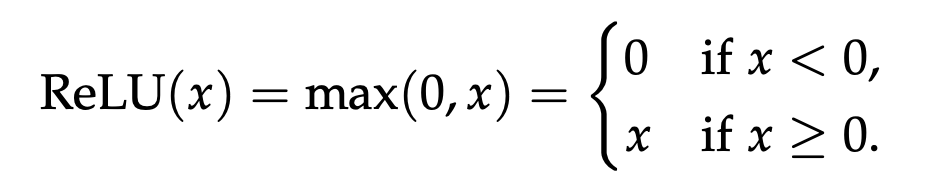 ReLU(x) = max(0, x) = { 0 if x < 0,
x if x ≥ 0.